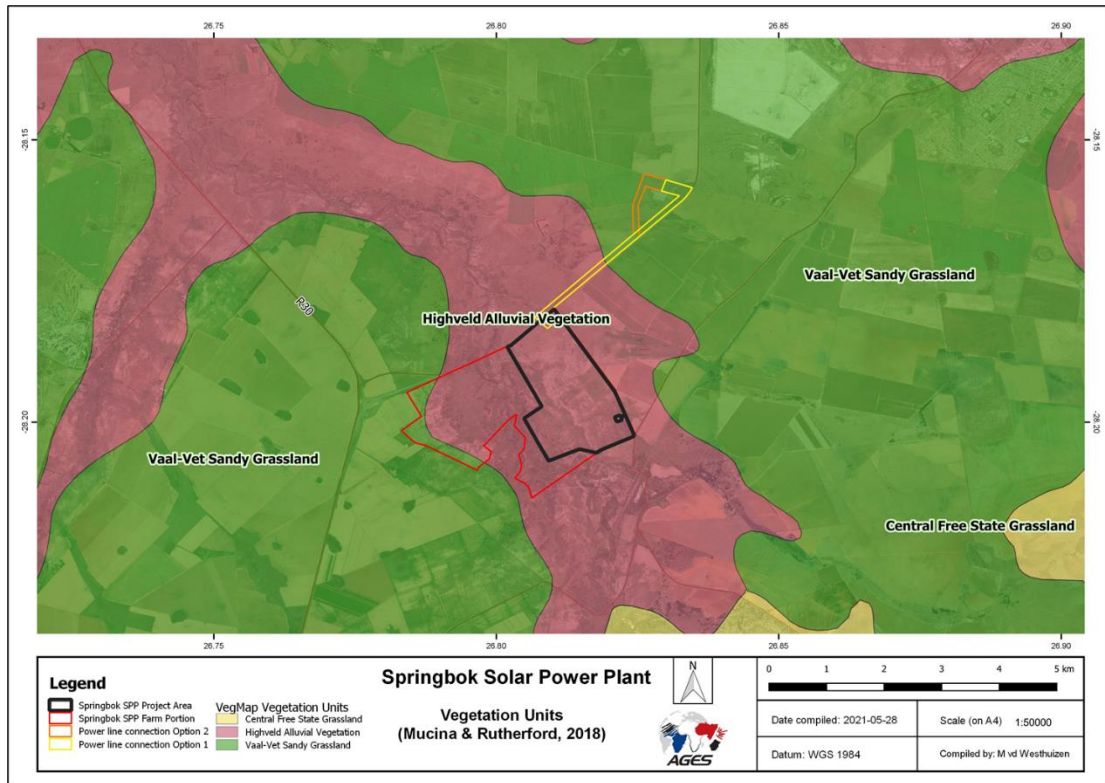 26.75
26.80
26.85
26.90
-28.15
-28.15
R30
Vaal-Vet Sandy Grassland
Highveld Alluvial Vegetation
-28.20
-28.20
Vaal-Vet Sandy Grassland
Central Free State Grassland
26.75
26.80
26.85
26.90
Legend
Springbok SPP Project Area
Springbok SPP Farm Portion
Power line connection Option 2
Power line connection Option 1
VegMap Vegetation Units
Central Free State Grassland
Highveld Alluvial Vegetation
Vaal-Vet Sandy Grassland
Springbok Solar Power Plant
Vegetation Units
(Mucina & Rutherford, 2018)
N
AGES
0 1 2 3 4 5 km
Date compiled: 2021-05-28
Scale (on A4) 1:50000
Datum: WGS 1984
Compiled by: M vd Westhuizen